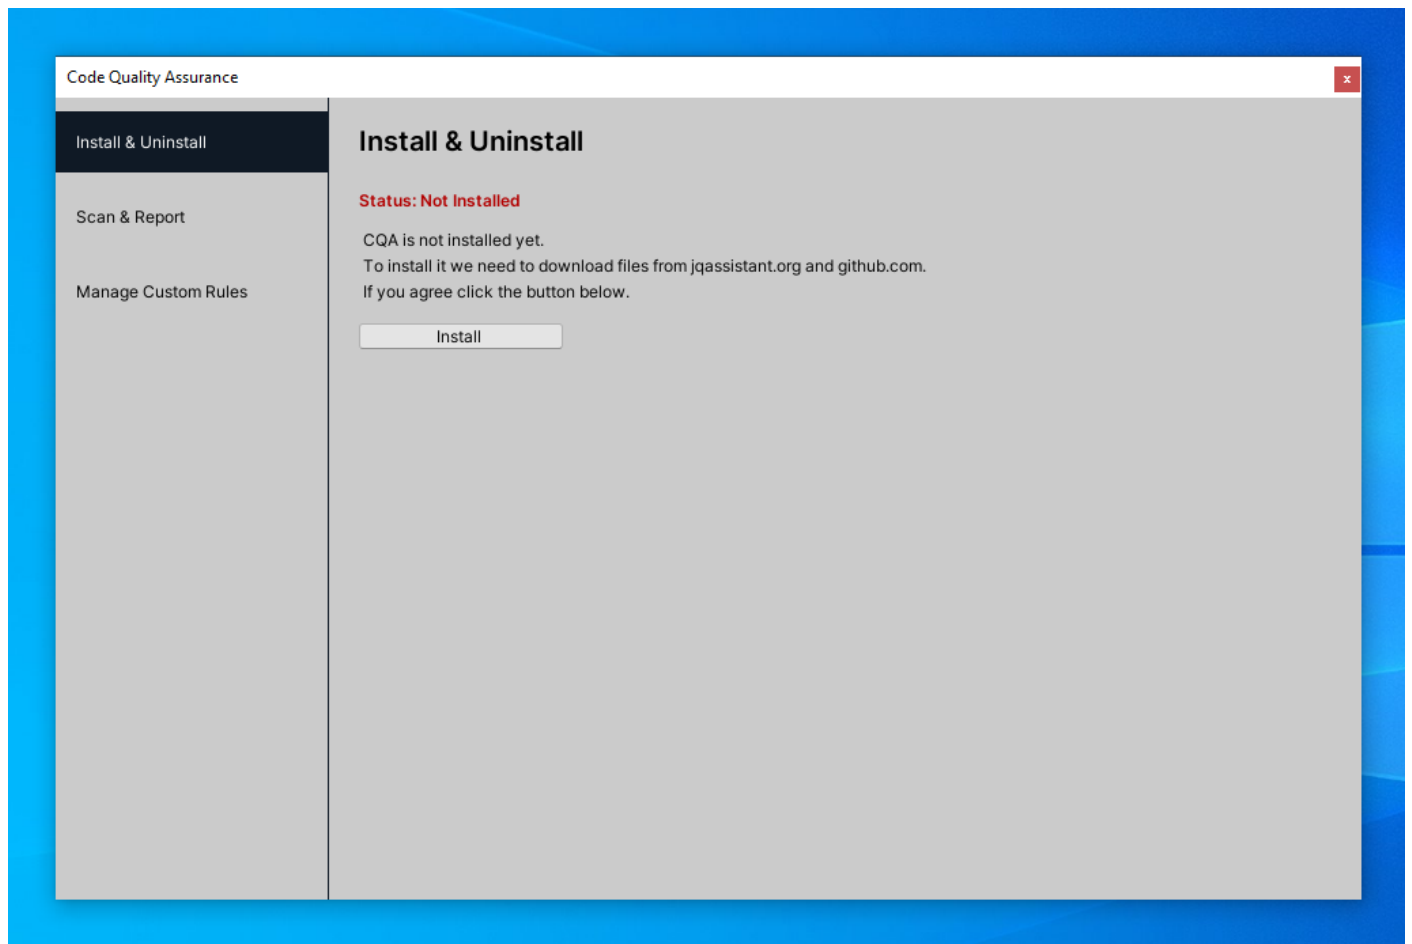 Code Quality Assurance
x
Install & Uninstall
Scan & Report
Manage Custom Rules
Install & Uninstall
Status: Not Installed
CQA is not installed yet.
To install it we need to download files from jqassistant.org and github.com.
If you agree click the button below.
Install